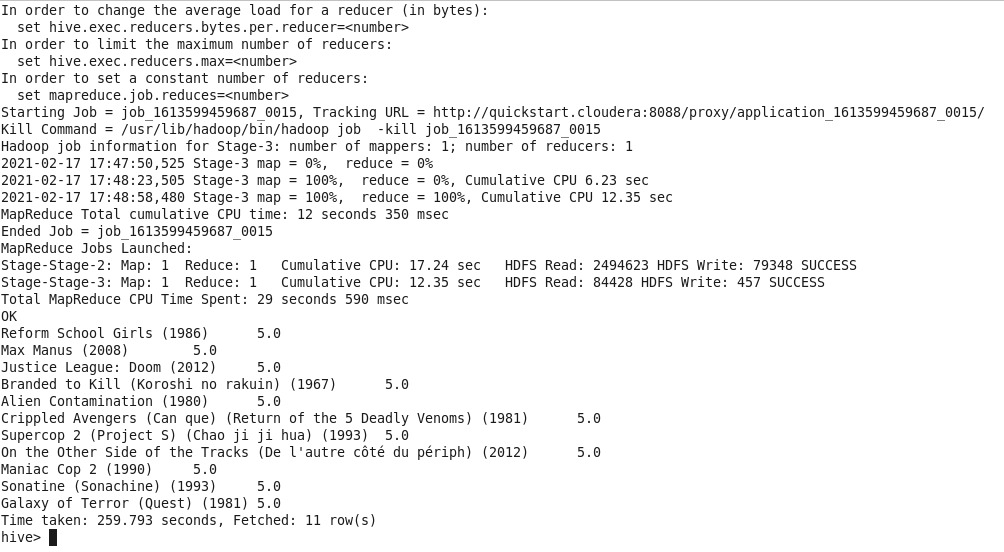 In order to change the average load for a reducer (in bytes):
  set hive.exec.reducers.bytes.per.reducer=<number>
In order to limit the maximum number of reducers:
  set hive.exec.reducers.max=<number>
In order to set a constant number of reducers:
  set mapreduce.job.reduces=<number>
Starting Job = job_1613599459687_0015, Tracking URL = http://quickstart.cloudera:8088/proxy/application_1613599459687_0015/
Kill Command = /usr/lib/hadoop/bin/hadoop job  -kill job_1613599459687_0015
Hadoop job information for Stage-3: number of mappers: 1; number of reducers: 1
2021-02-17 17:47:50,525 Stage-3 map = 0%,  reduce = 0%
2021-02-17 17:48:23,505 Stage-3 map = 100%,  reduce = 0%, Cumulative CPU 6.23 sec
2021-02-17 17:48:58,480 Stage-3 map = 100%,  reduce = 100%, Cumulative CPU 12.35 sec
MapReduce Total cumulative CPU time: 12 seconds 350 msec
Ended Job = job_1613599459687_0015
MapReduce Jobs Launched:
Stage-Stage-2: Map: 1  Reduce: 1   Cumulative CPU: 17.24 sec   HDFS Read: 2494623 HDFS Write: 79348 SUCCESS
Stage-Stage-3: Map: 1  Reduce: 1   Cumulative CPU: 12.35 sec   HDFS Read: 84428 HDFS Write: 457 SUCCESS
Total MapReduce CPU Time Spent: 29 seconds 590 msec
OK
Reform School Girls (1986)      5.0
Max Manus (2008)        5.0
Justice League: Doom (2012)     5.0
Branded to Kill (Koroshi no rakuin) (1967)      5.0
Alien Contamination (1980)      5.0
Crippled Avengers (Can que) (Return of the 5 Deadly Venoms) (1981)      5.0
Supercop 2 (Project S) (Chao ji ji hua) (1993)  5.0
On the Other Side of the Tracks (De l'autre côté du périph) (2012)      5.0
Maniac Cop 2 (1990)     5.0
Sonatine (Sonachine) (1993)     5.0
Galaxy of Terror (Quest) (1981) 5.0
Time taken: 259.793 seconds, Fetched: 11 row(s)
hive>